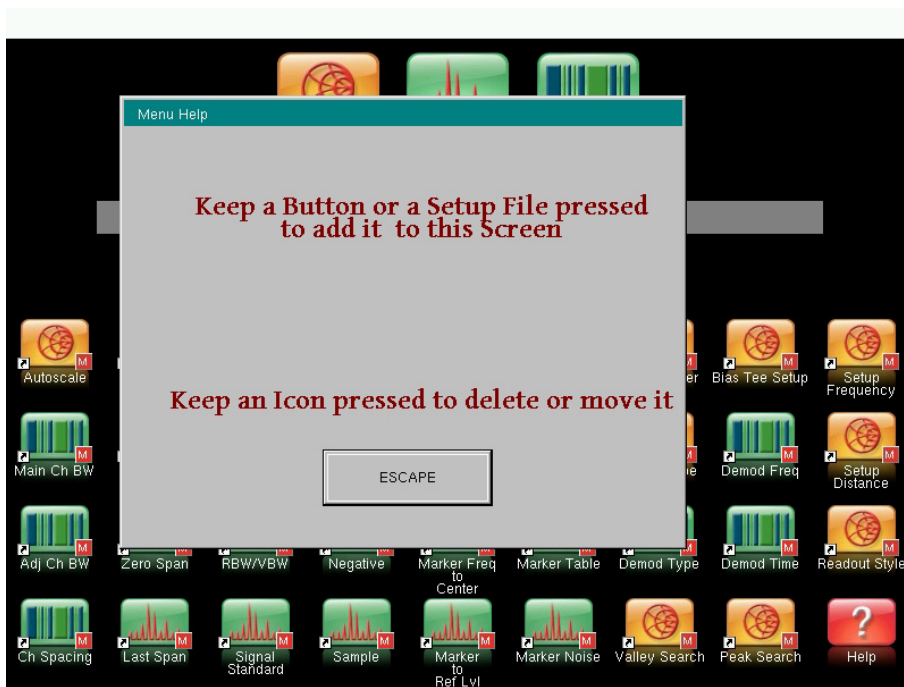 Menu Help
Keep a Button or a Setup File pressed
to add it to this Screen
Keep an Icon pressed to delete or move it
ESCAPE
Autoscale
er
Bias Tee Setup
Setup
Frequency
Main Ch BW
Demod Freq
Setup
Distance
Adj Ch BW
Zero Span
RBW/VBW
Negative
Marker Freq
to
Center
Marker Table
Demod Type
Demod Time
Readout Style
Ch Spacing
Last Span
Signal
Standard
Sample
Marker
to
Ref Lvl
Marker Noise
Valley Search
Peak Search
?
Help